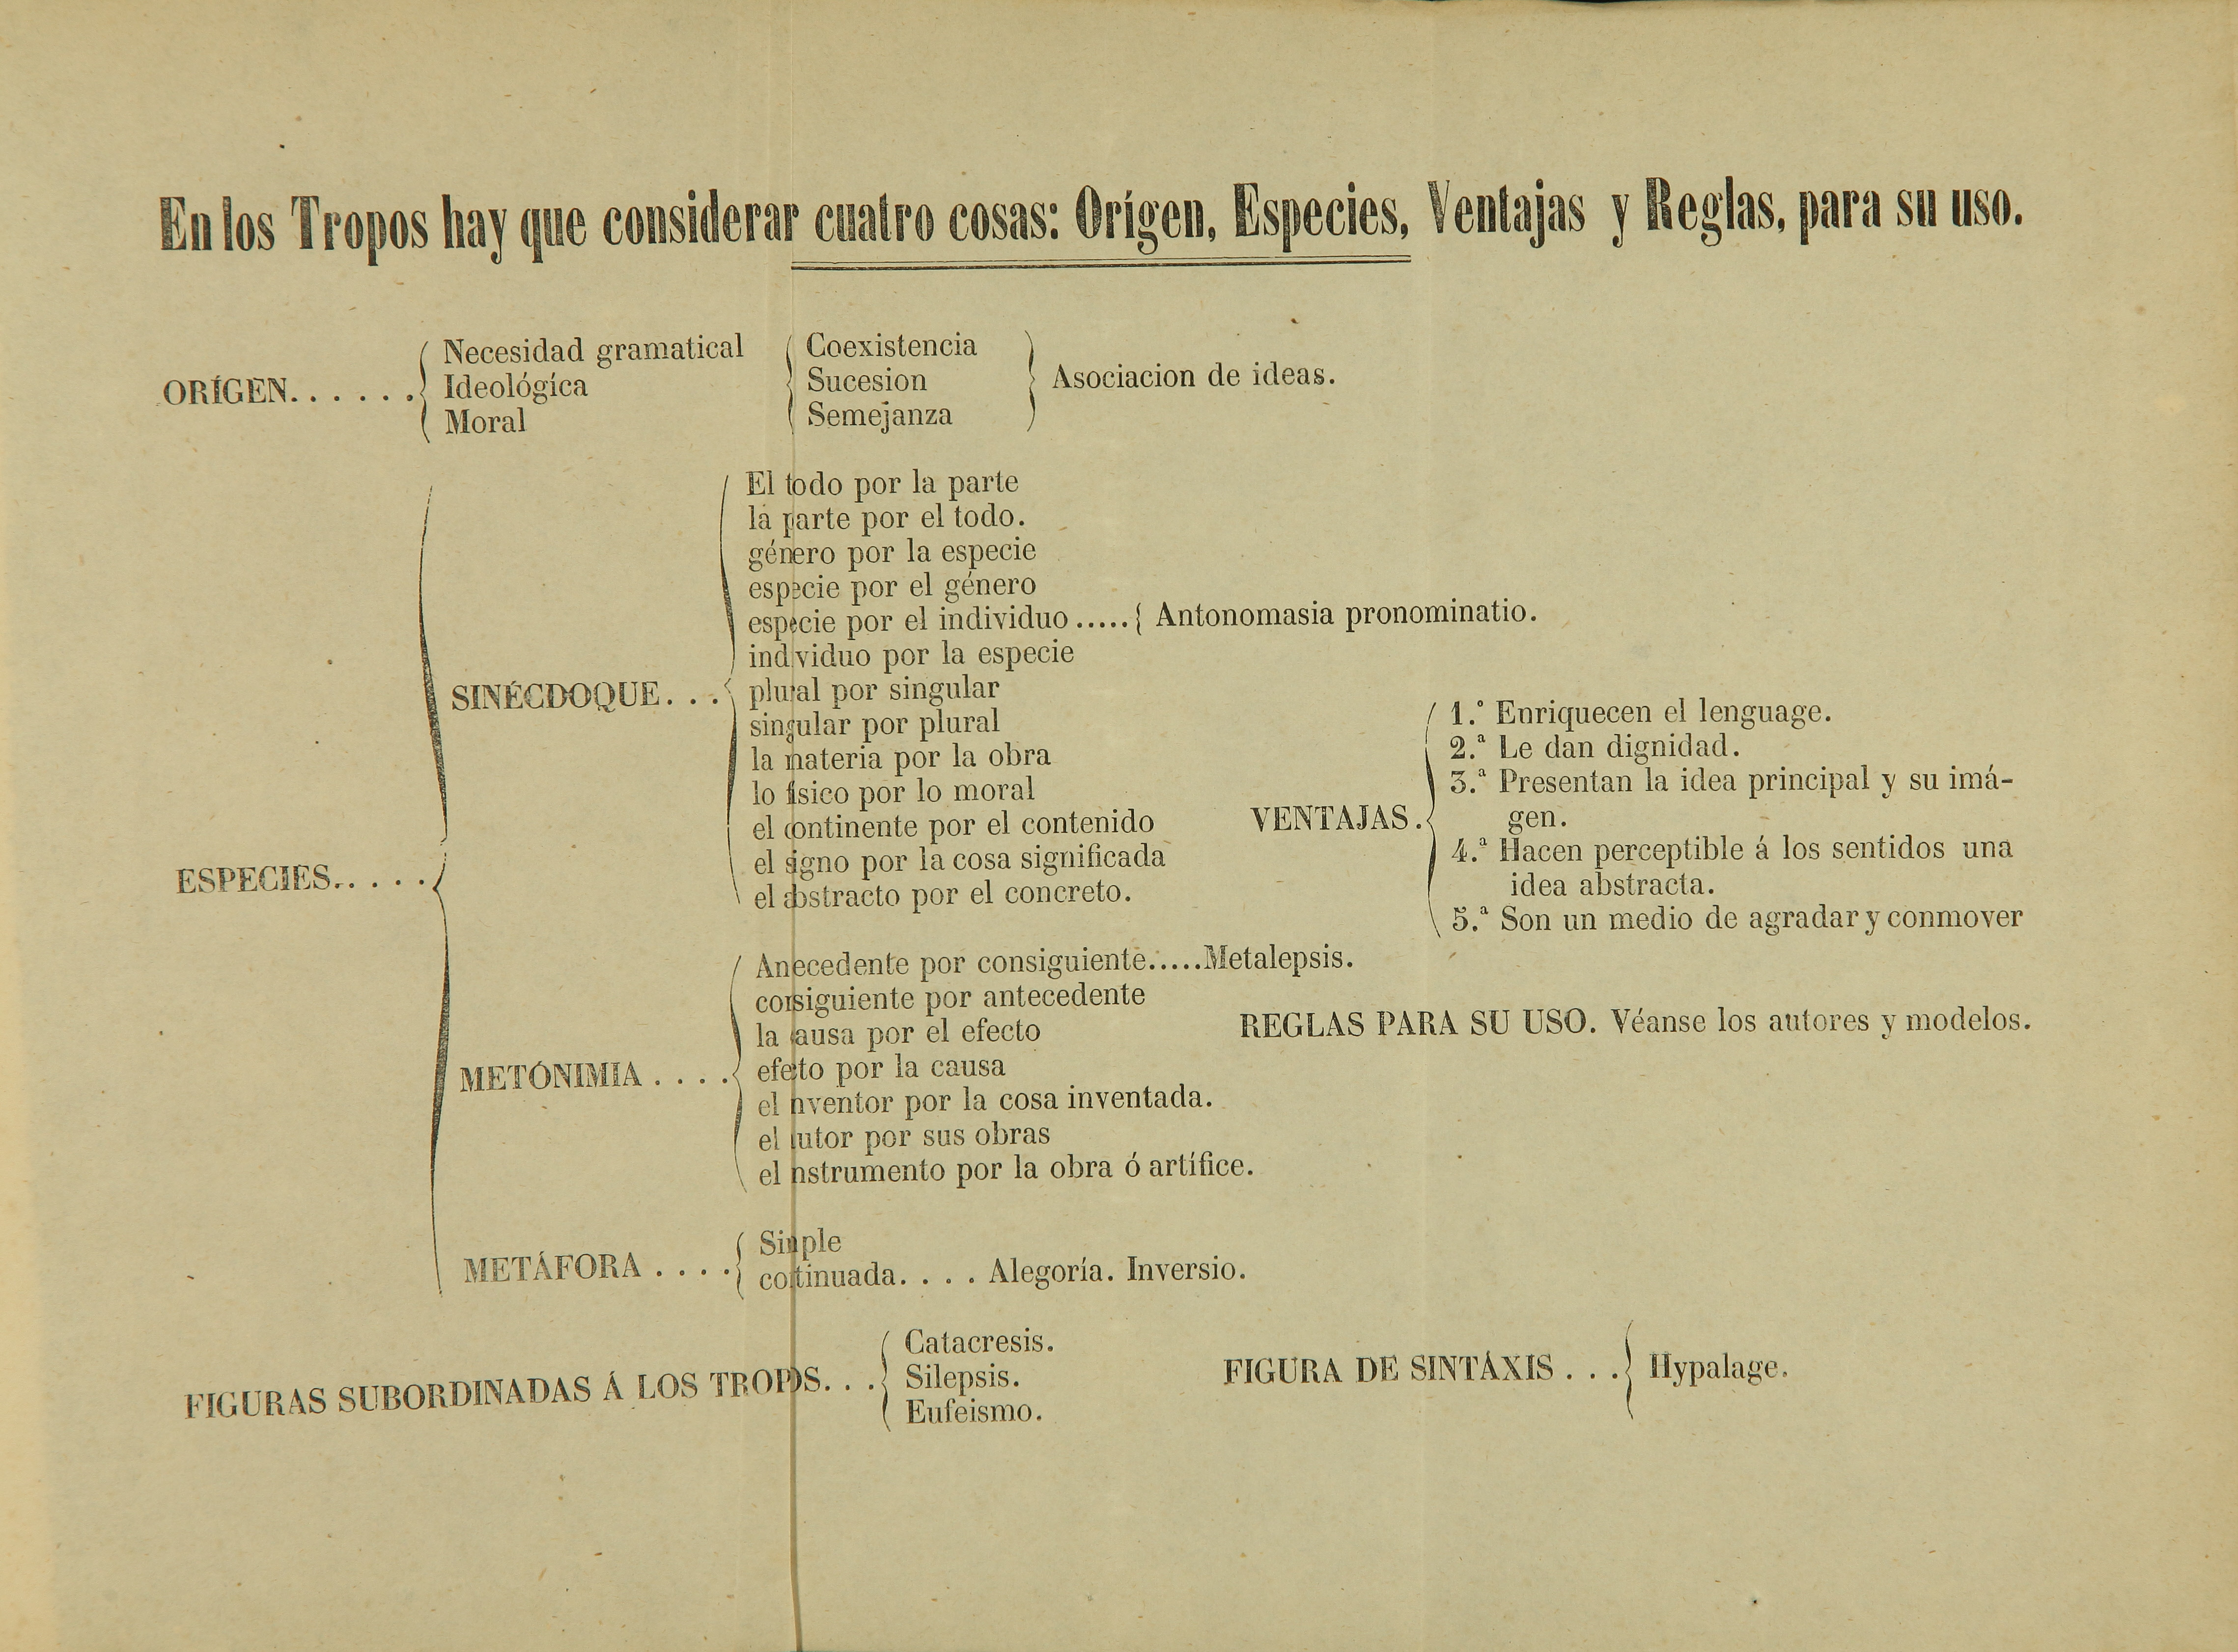 En los Tropos hay que considerar cuatro cosas: Orígen, Especies, Ventajas y Reglas, para su uso.
ORÍGEN......
Necesidad gramatical
Ideológíca
Moral
Coexistencia
Sucesion
Semejanza
Asociacion de ideas.
ESPECIES.....
SINÉCDOQUE...
El todo por la parte
la parte por el todo.
género por la especie
especie por el género
especie por el individuo.....{ Antonomasia pronominatio.
individuo por la especie
plural por singular
singular por plural
la materia por la obra
lo físico por lo moral
el continente por el contenido
el signo por la cosa significada
el abstracto por el concreto.
METÓNIMIA....
Antecedente por consiguiente.....Metalepsis.
consiguiente por antecedente
la causa por el efecto
efecto por la causa
el inventor por la cosa inventada.
el autor por sus obras
el instrumento por la obra ó artífice.
METÁFORA....
Simple
continuada.... Alegoría. Inversio.
VENTAJAS.
1.° Enriquecen el lenguage.
2.ª Le dan dignidad.
3.ª Presentan la idea principal y su imá-
gen.
4.ª Hacen perceptible á los sentidos una
idea abstracta.
5.ª Son un medio de agradar y conmover
REGLAS PARA SU USO. Véanse los autores y modelos.
FIGURAS SUBORDINADAS Á LOS TROPOS...
Catacresis.
Silepsis.
Eufeismo.
FIGURA DE SINTÁXIS...{ Hypalage.